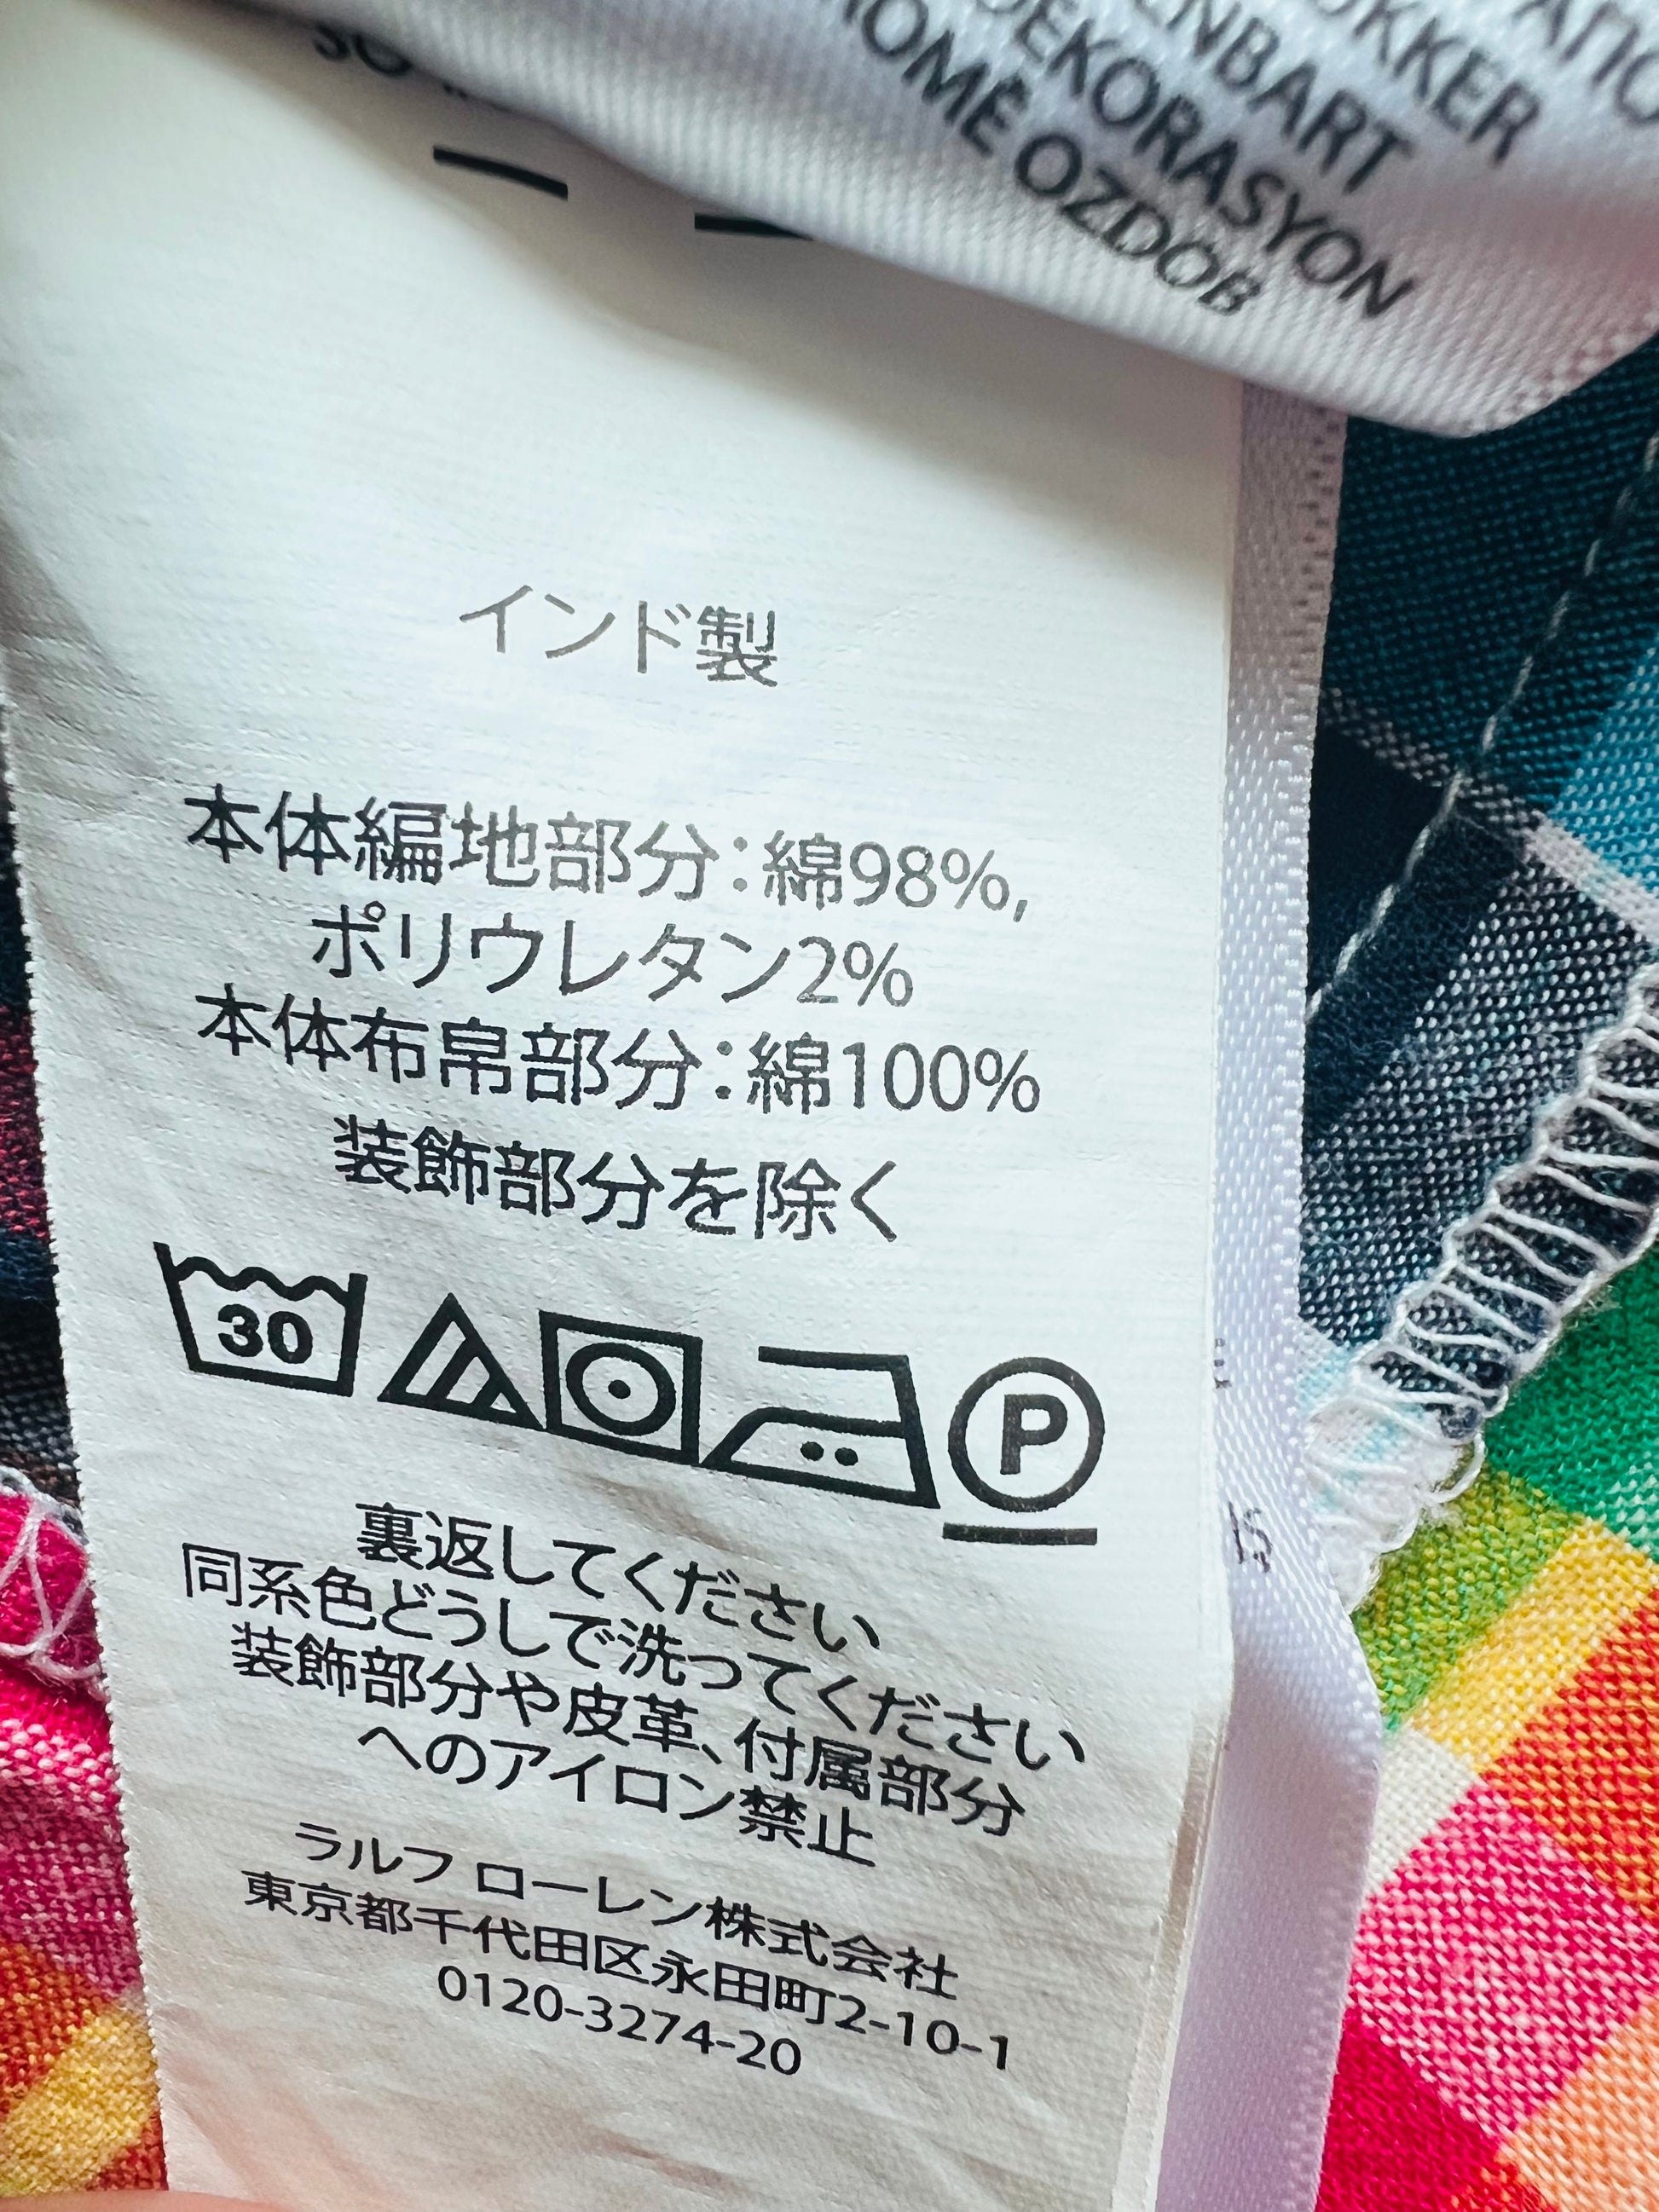 OKKER
ENBART
DEKORASYON
OMĚ OZDOB
インド製
本体編地部分：綿98%,
ポリウレタン2%
本体布帛部分：綿100%
装飾部分を除く
30
P
裏返してください
同系色どうしで洗ってください
装飾部分や皮革、付属部分
へのアイロン禁止
ラルフ ローレン株式会社
東京都千代田区永田町2-10-1
0120-3274-20